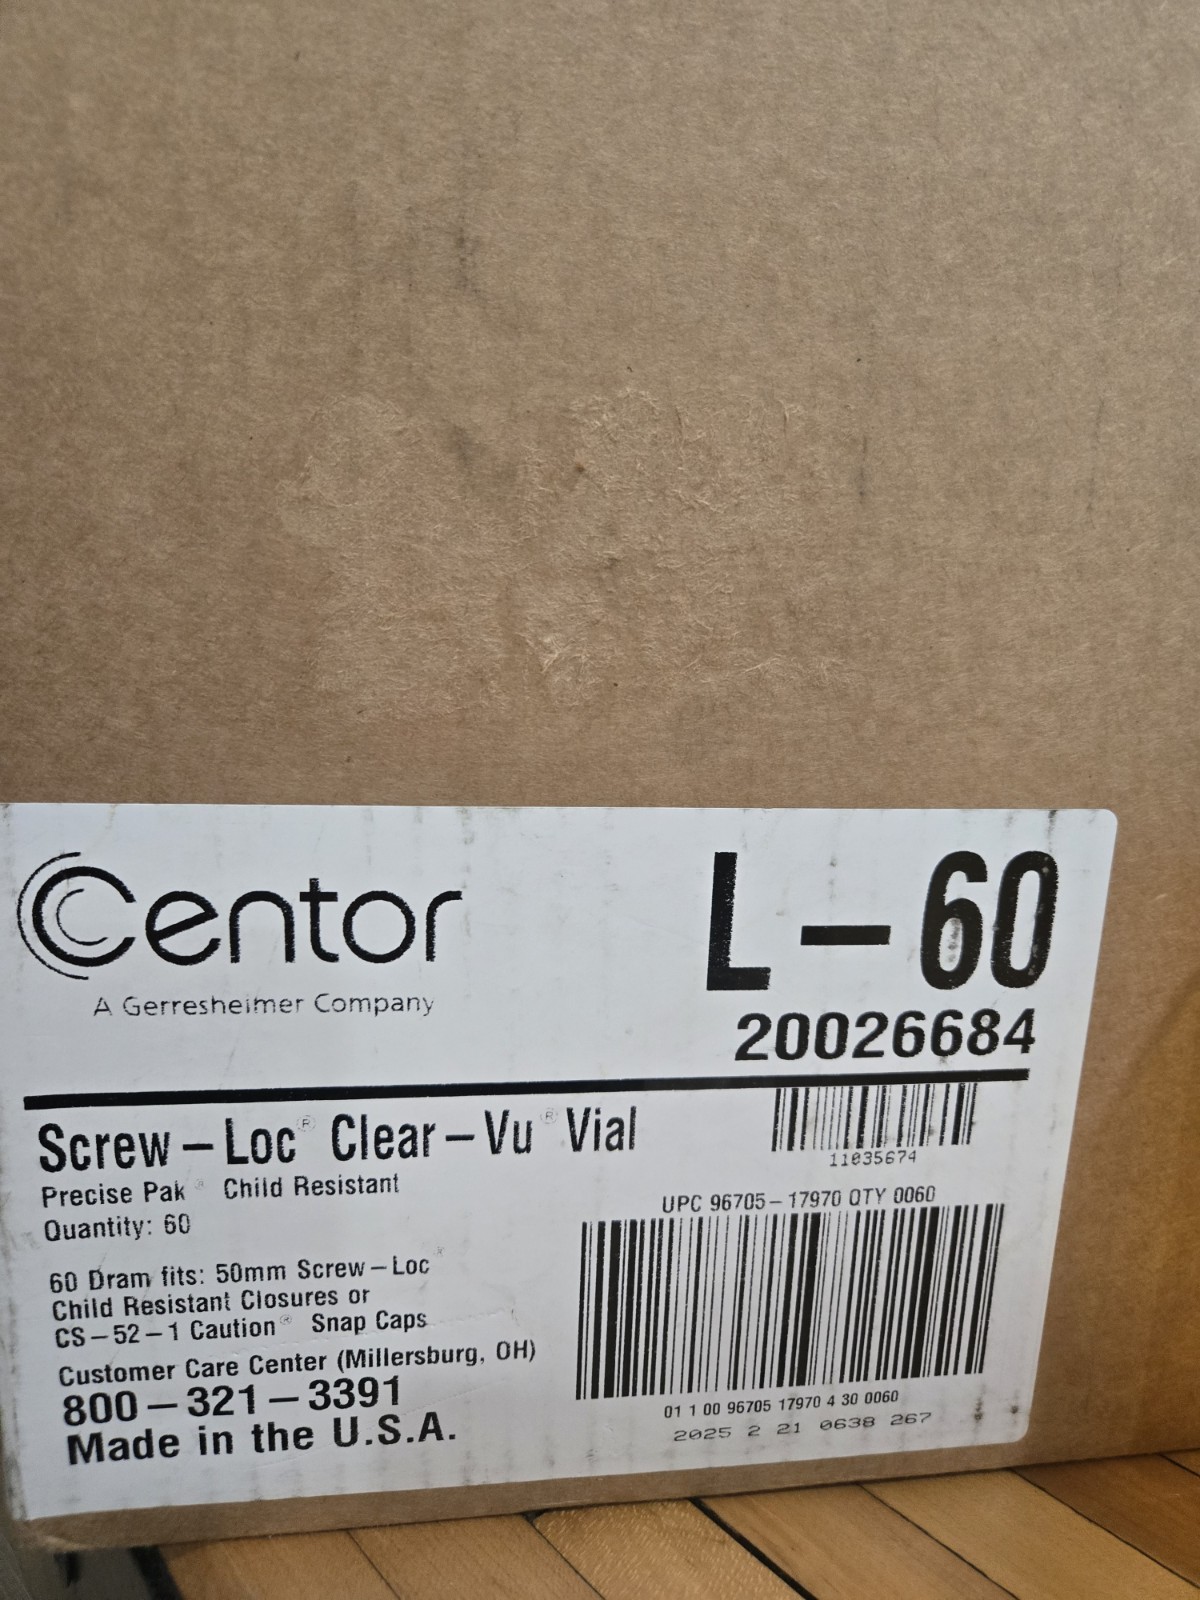 Centor
A Gerresheimer Company
L-60
20026684
Screw-Loc® Clear-Vu® Vial
Precise Pak® Child Resistant
Quantity: 60
60 Dram fits: 50mm Screw-Loc®
Child Resistant Closures or
CS-52-1 Caution® Snap Caps
Customer Care Center (Millersburg, OH)
800-321-3391
Made in the U.S.A.
11035674
UPC 96705-17970 QTY 0060
01 1 00 96705 17970 4 30 0060
2025 2 21 0638 267